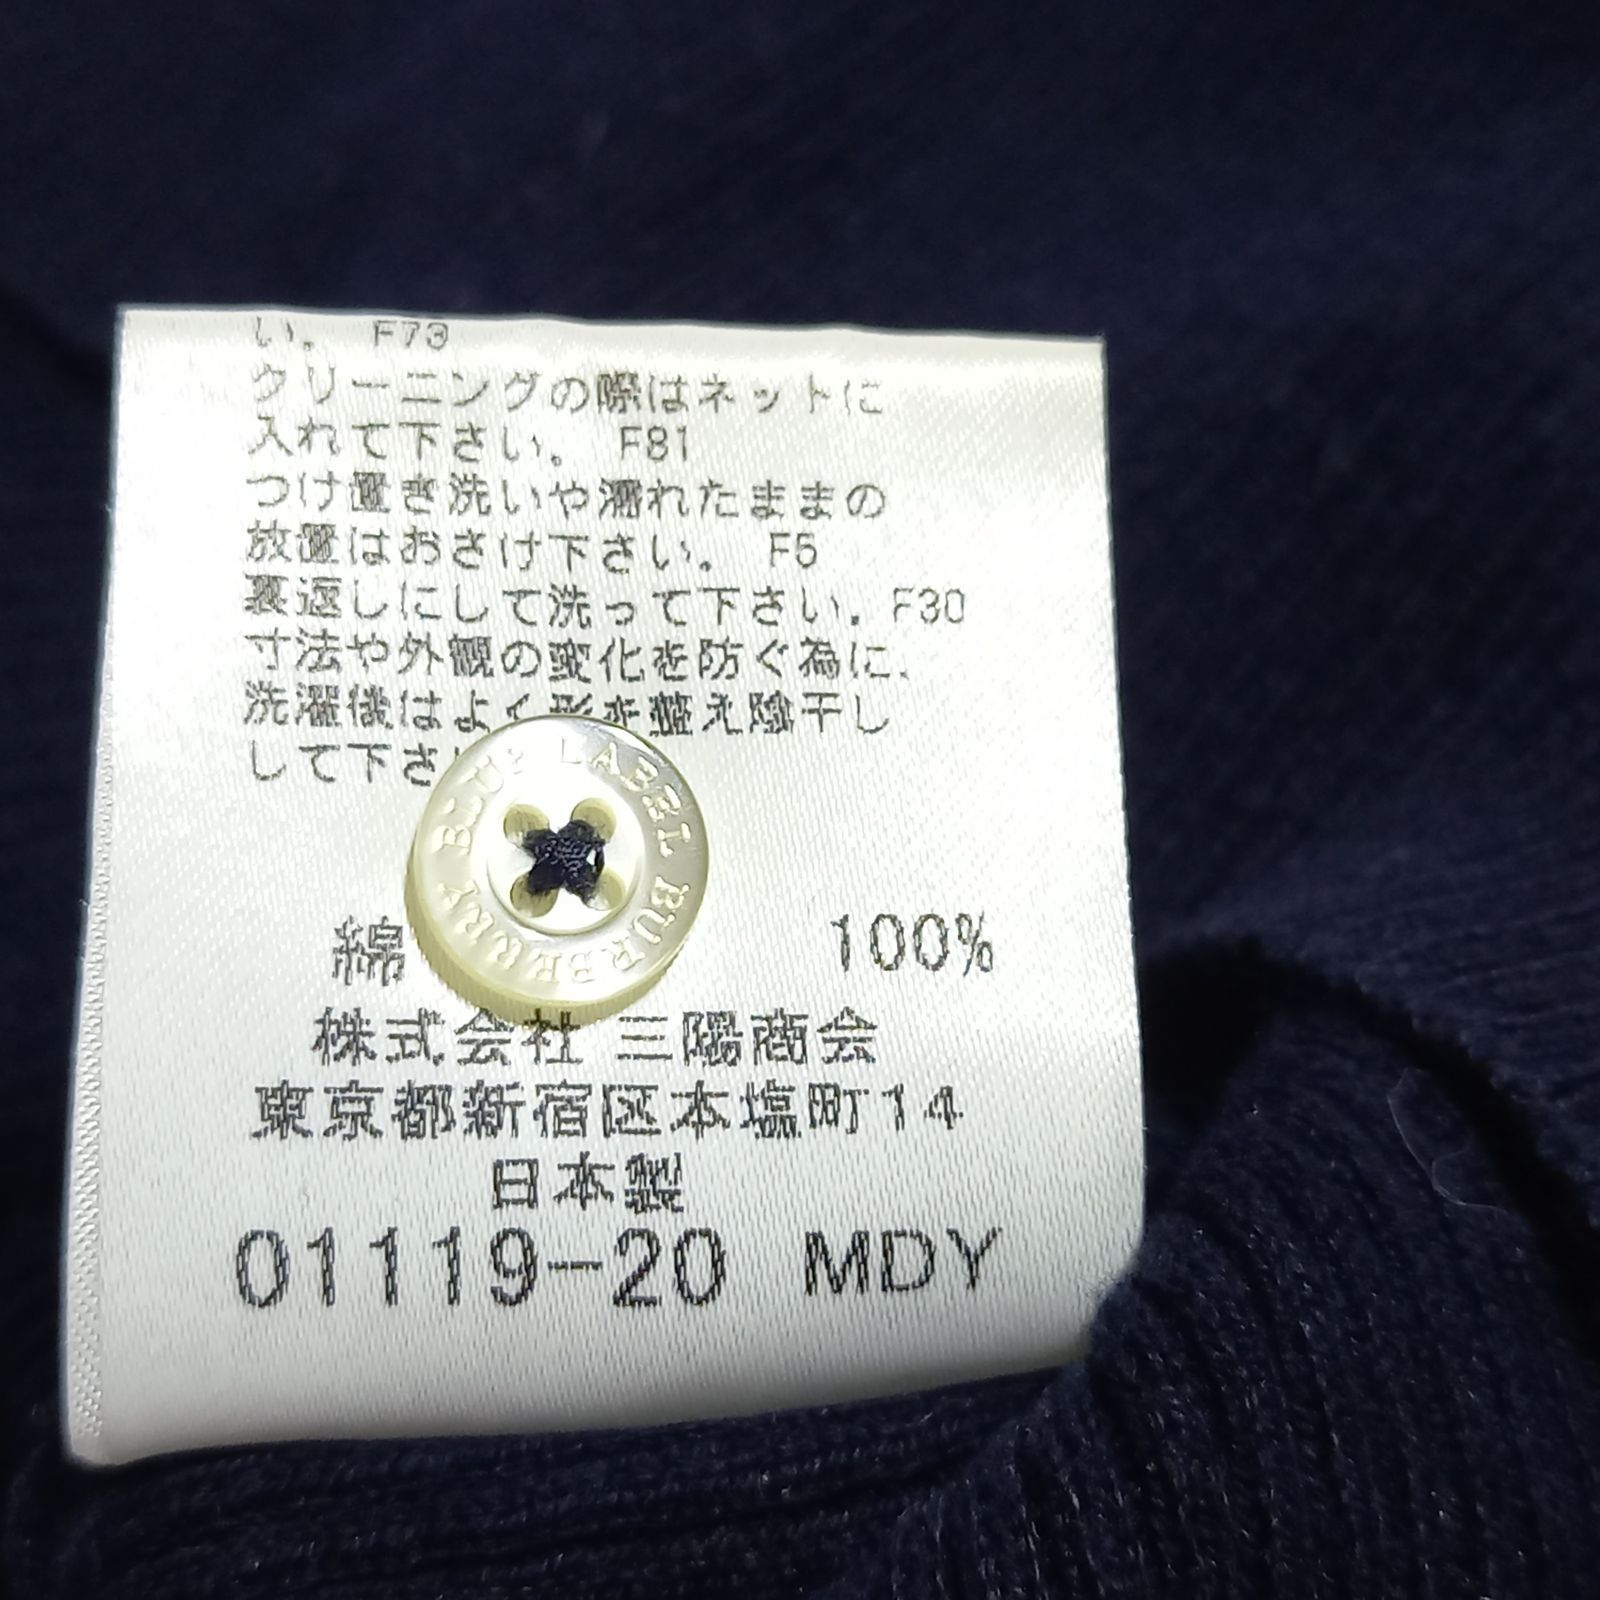 い。 F73
クリーニングの際はネットに
入れて下さい。 F81
つけ置き洗いや濡れたままの
放置はおさけ下さい。 F5
裏返しにして洗って下さい。F30
寸法や外観の変化を防ぐ為に、
洗濯後はよく形を整え陰干し
して下さ
BLUE LABEL BURBERRY
綿 100%
株式会社 三陽商会
東京都新宿区本塩町14
日本製
01119-20 MDY